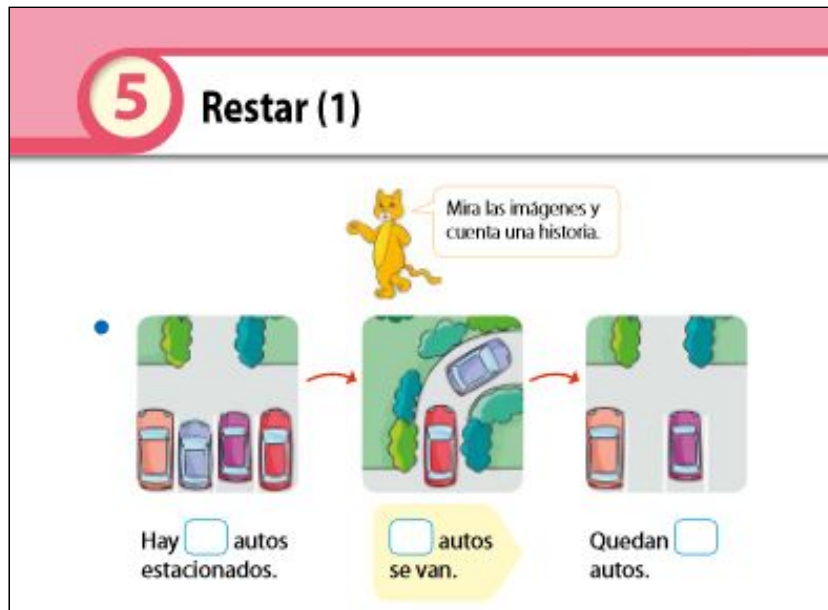 5 Restar (1)
Mira las imágenes y
cuenta una historia.
Hay autos
estacionados.
autos
se van.
Quedan
autos.